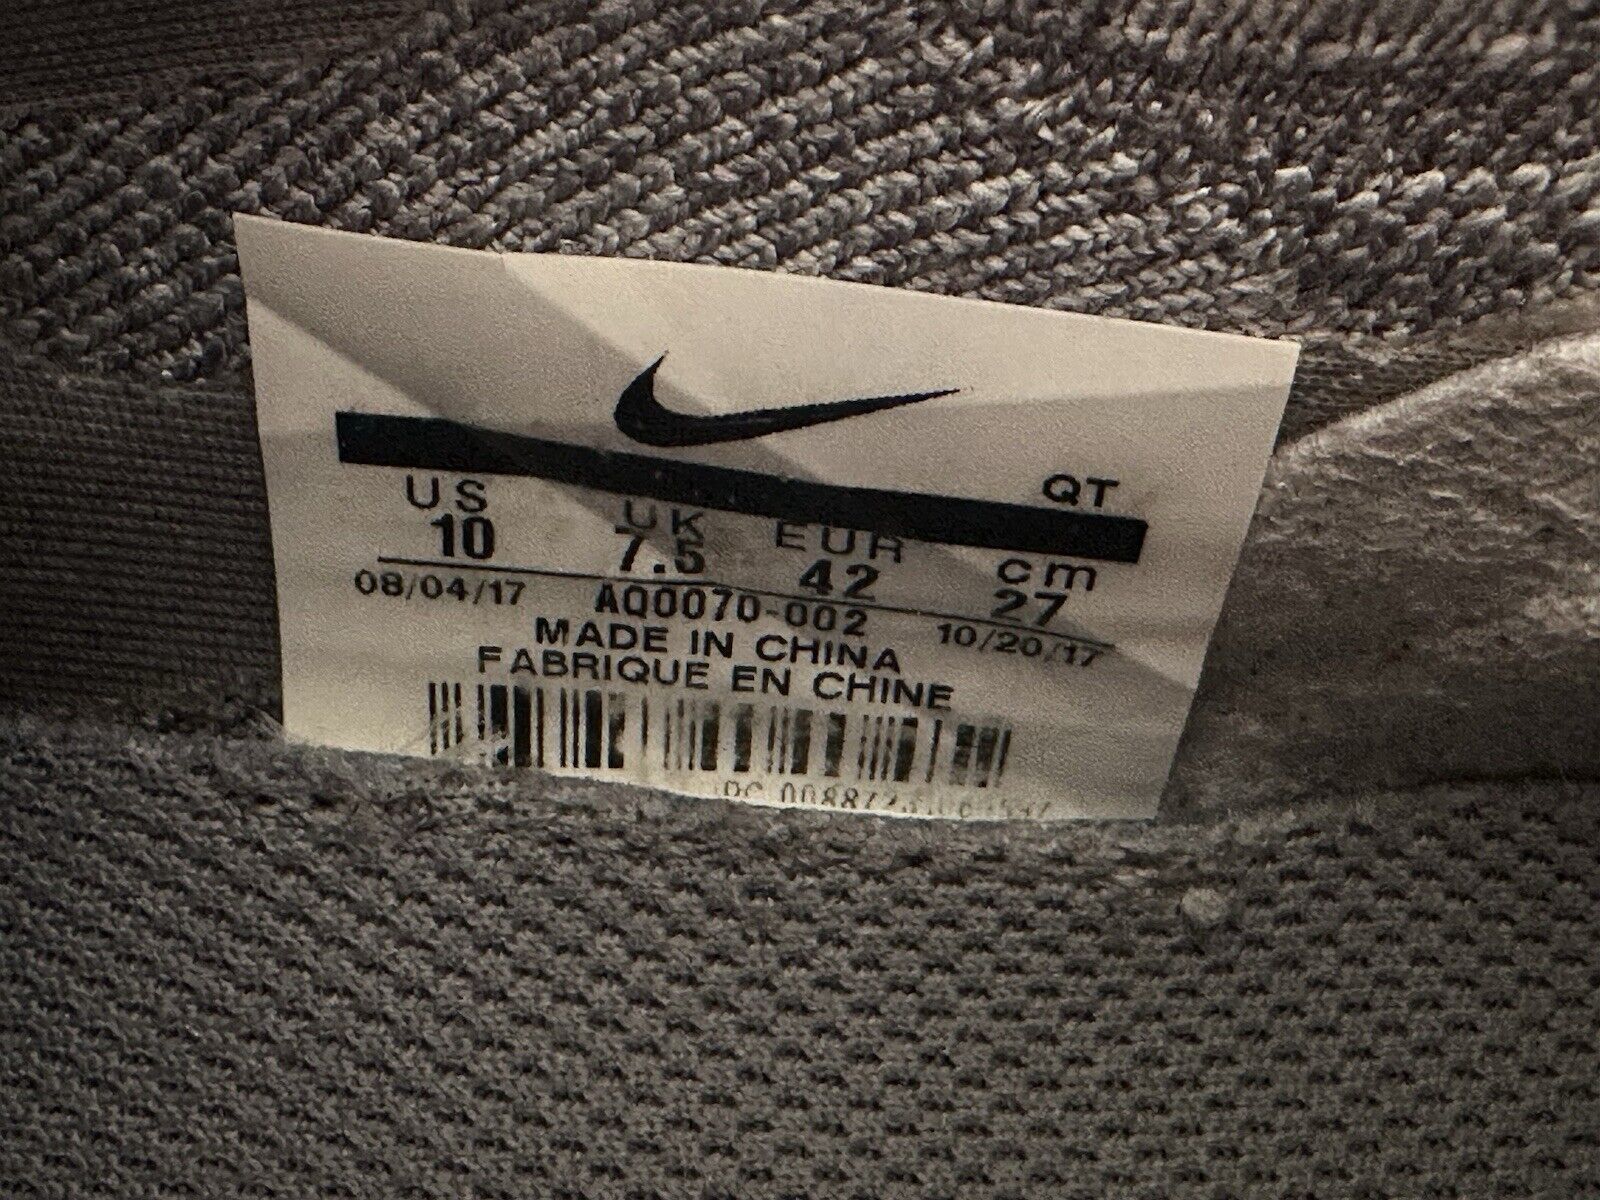 QT
US UK EUR cm
10 7.5 42 27
08/04/17 AQ0070-002 10/20/17
MADE IN CHINA
FABRIQUE EN CHINE